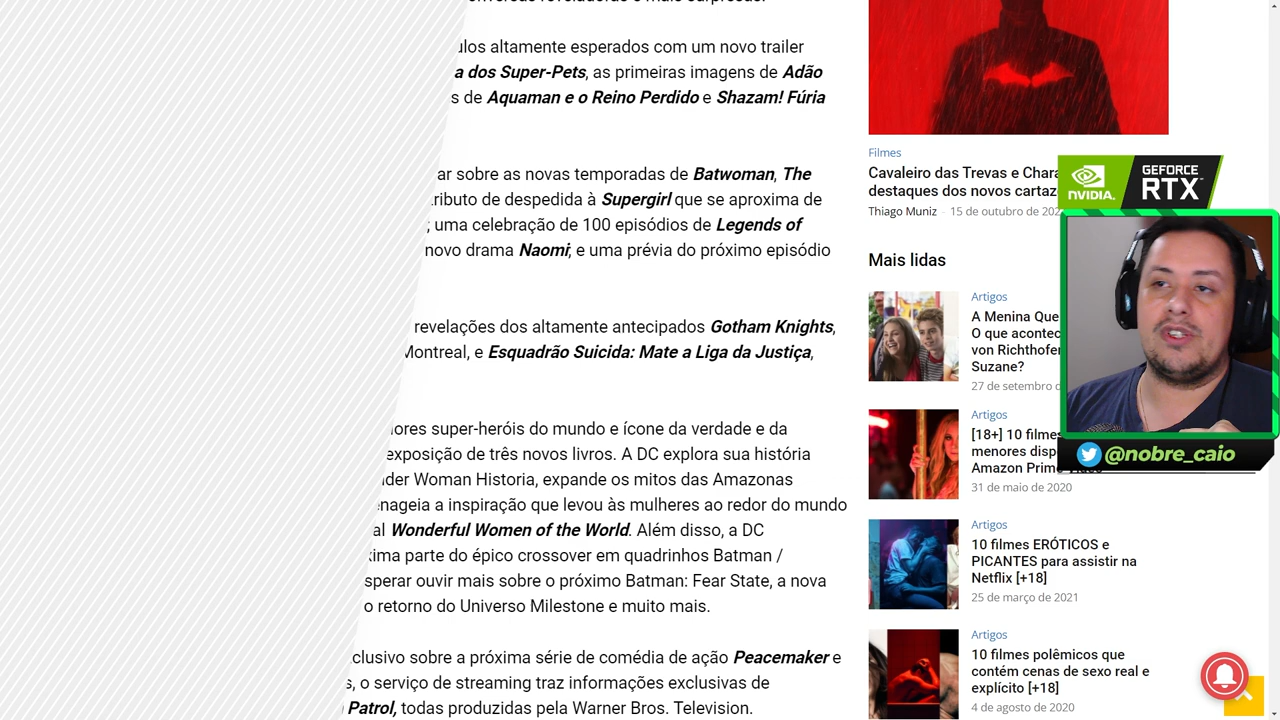 ulos altamente esperados com um novo trailer
a dos Super-Pets, as primeiras imagens de Adão
s de Aquaman e o Reino Perdido e Shazam! Fúria
ar sobre as novas temporadas de Batwoman, The
tributo de despedida à Supergirl que se aproxima de
; uma celebração de 100 episódios de Legends of
novo drama Naomi; e uma prévia do próximo episódio
revelações dos altamente antecipados Gotham Knights,
Montreal, e Esquadrão Suicida: Mate a Liga da Justiça,
ores super-heróis do mundo e ícone da verdade e da
exposição de três novos livros. A DC explora sua história
der Woman Historia, expande os mitos das Amazonas
enageia a inspiração que levou às mulheres ao redor do mundo
al Wonderful Women of the World. Além disso, a DC
xima parte do épico crossover em quadrinhos Batman /
sperar ouvir mais sobre o próximo Batman: Fear State, a nova
o retorno do Universo Milestone e muito mais.
clusivo sobre a próxima série de comédia de ação Peacemaker e
s, o serviço de streaming traz informações exclusivas de
Patrol, todas produzidas pela Warner Bros. Television.
Filmes
Cavaleiro das Trevas e Chara
destaques dos novos cartaz
Thiago Muniz - 15 de outubro de 202
Mais lidas
Artigos
A Menina Que
O que acontec
von Richthofen
Suzane?
27 de setembro
Artigos
[18+] 10 filmes
menores disp
Amazon Prime Video
31 de maio de 2020
Artigos
10 filmes ERÓTICOS e
PICANTES para assistir na
Netflix [+18]
25 de março de 2021
Artigos
10 filmes polêmicos que
contém cenas de sexo real e
explícito [+18]
4 de agosto de 2020
NVIDIA.
GEFORCE
RTX
@nobre_caio